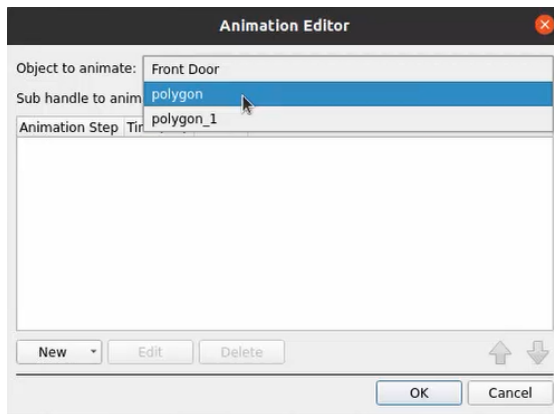 Animation Editor
Object to animate: Front Door
polygon
Sub handle to anim
polygon_1
Animation Step
New Edit Delete
OK Cancel